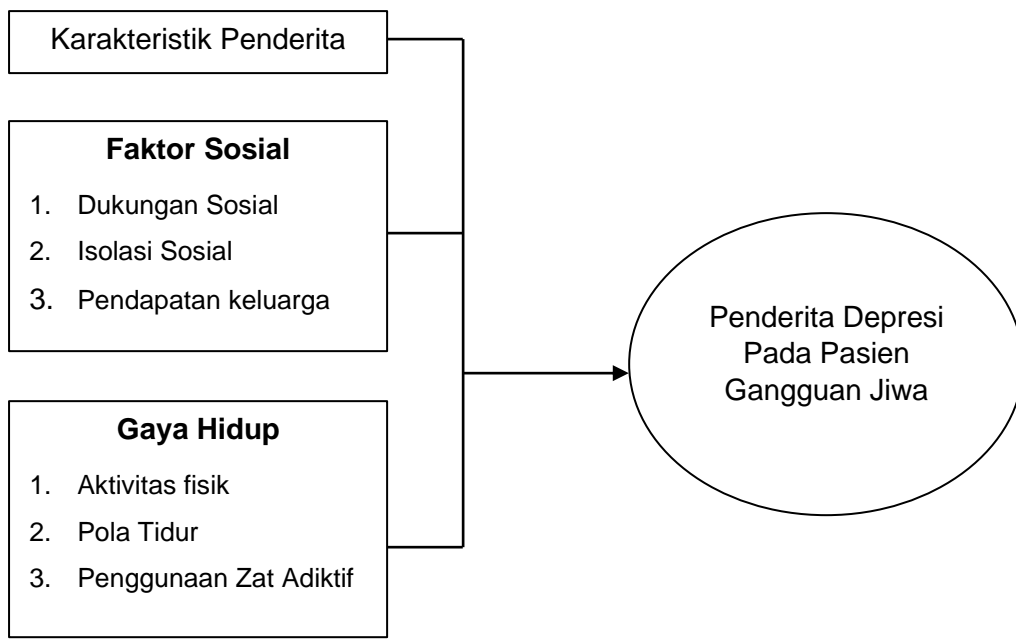 Karakteristik Penderita
Faktor Sosial
1. Dukungan Sosial
2. Isolasi Sosial
3. Pendapatan keluarga
Gaya Hidup
1. Aktivitas fisik
2. Pola Tidur
3. Penggunaan Zat Adiktif
Penderita Depresi
Pada Pasien
Gangguan Jiwa